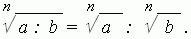 ⁿ√(a : b) = ⁿ√a : ⁿ√b .